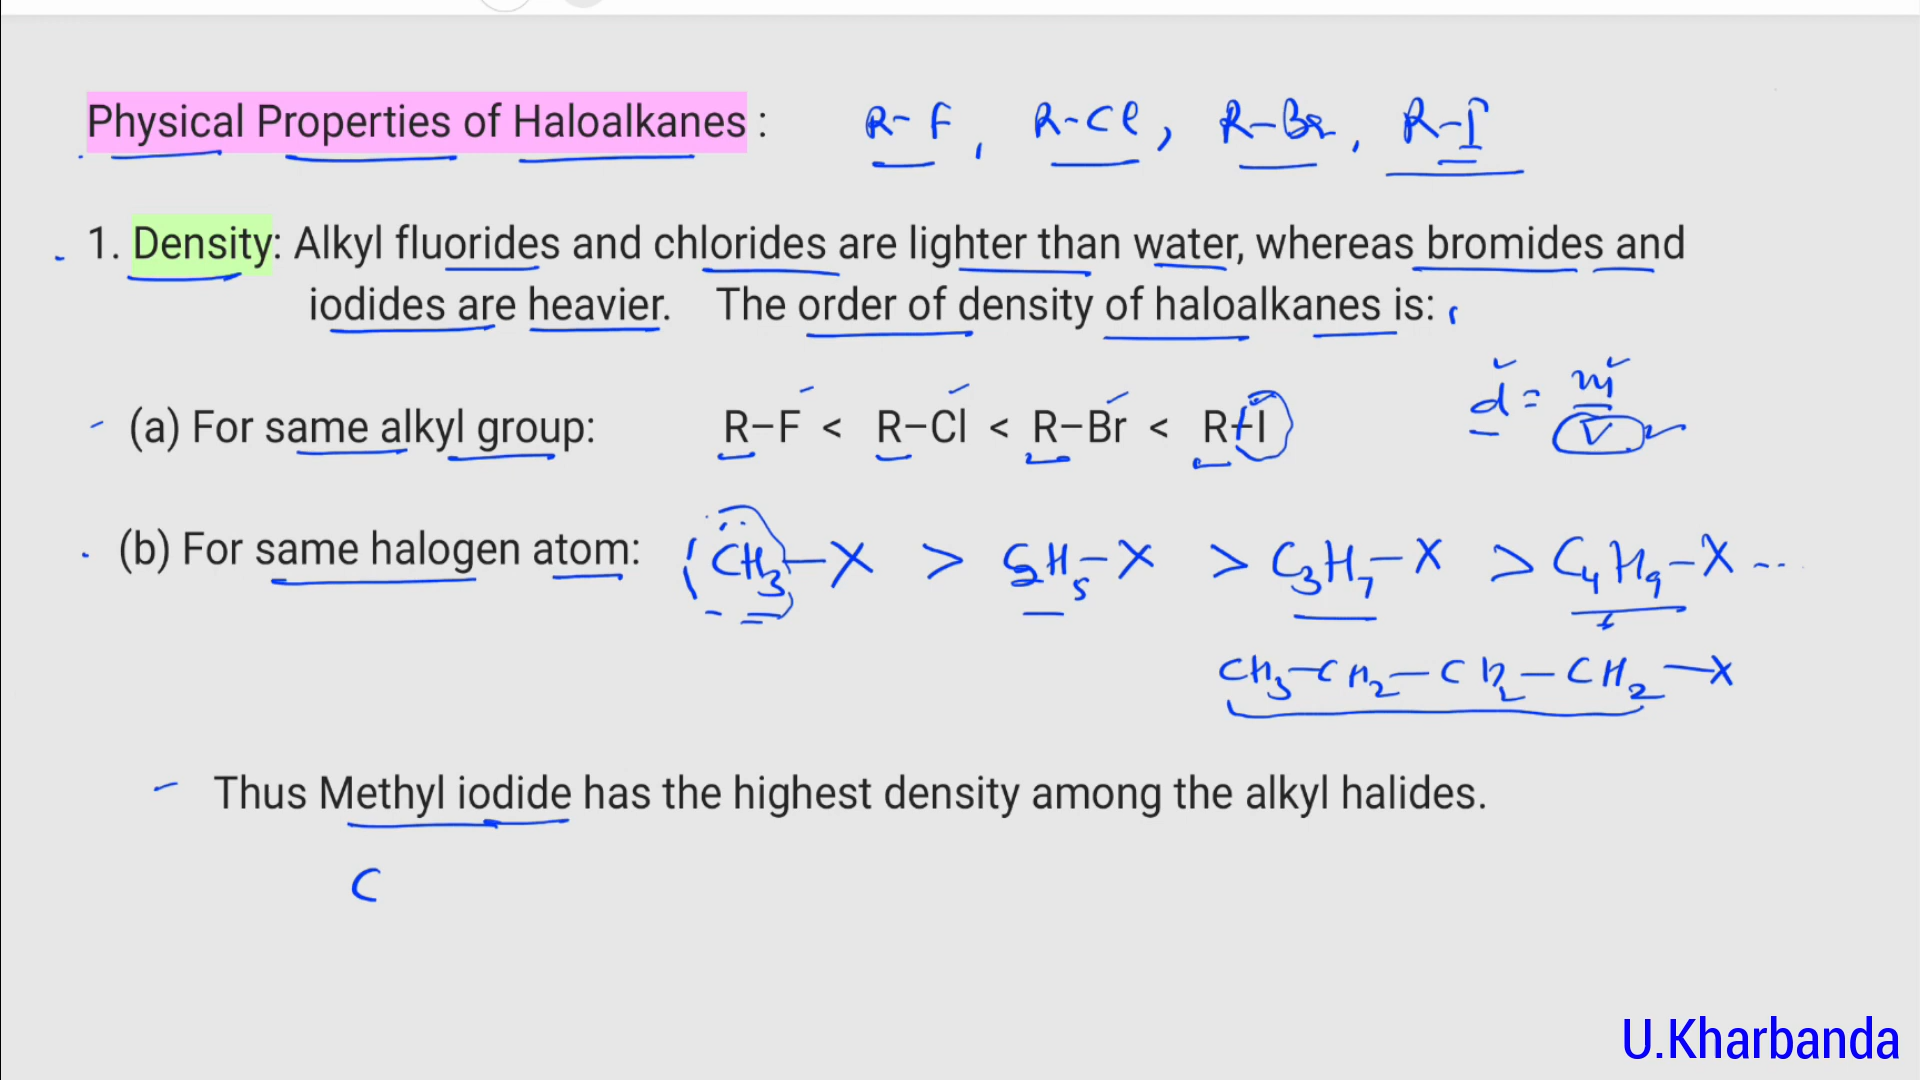 Physical Properties of Haloalkanes : R-F, R-Cl, R-Br, R-I
1. Density: Alkyl fluorides and chlorides are lighter than water, whereas bromides and
iodides are heavier. The order of density of haloalkanes is:
d = m/V
(a) For same alkyl group: R–F < R–Cl < R–Br < R–I
(b) For same halogen atom: (CH₃)–X > C₂H₅–X > C₃H₇–X > C₄H₉–X ...
CH₃–CH₂–CH₂–CH₂–X
Thus Methyl iodide has the highest density among the alkyl halides.
C
U.Kharbanda